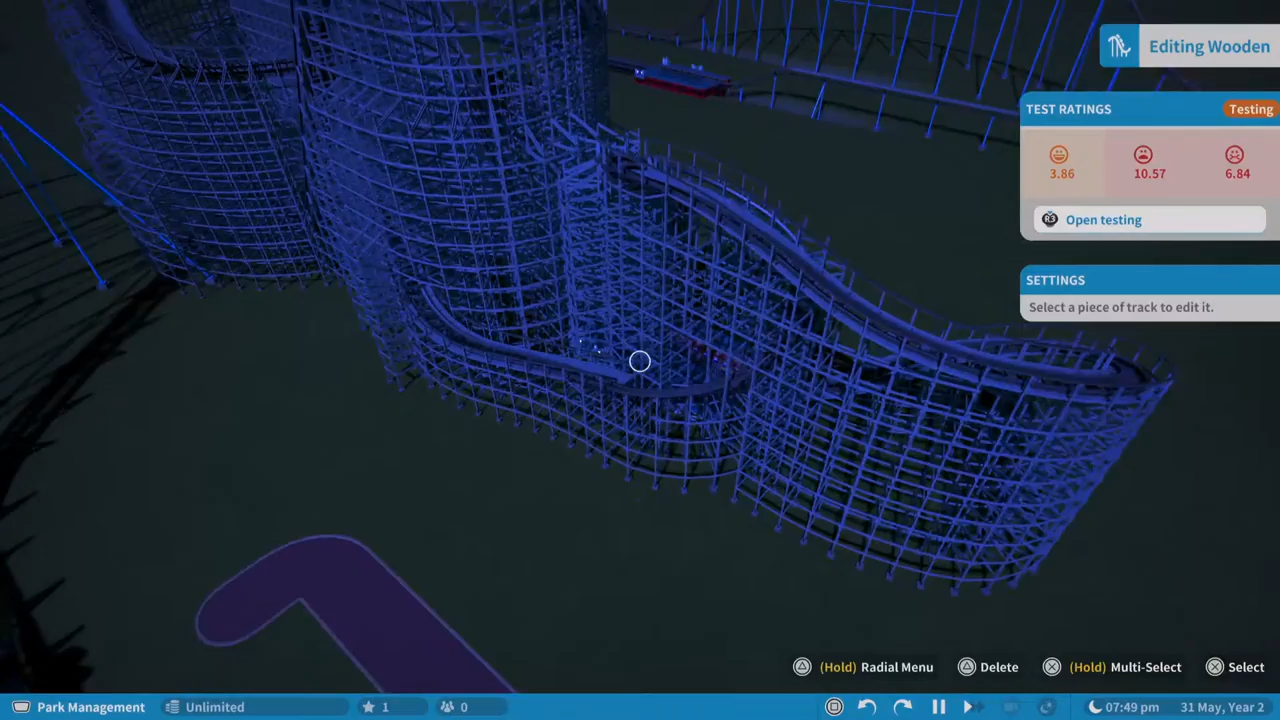 Editing Wooden
TEST RATINGS
Testing
3.86
10.57
6.84
R3
Open testing
SETTINGS
Select a piece of track to edit it.
(Hold) Radial Menu
Delete
(Hold) Multi-Select
Select
Park Management
Unlimited
1
0
07:49 pm
31 May, Year 2